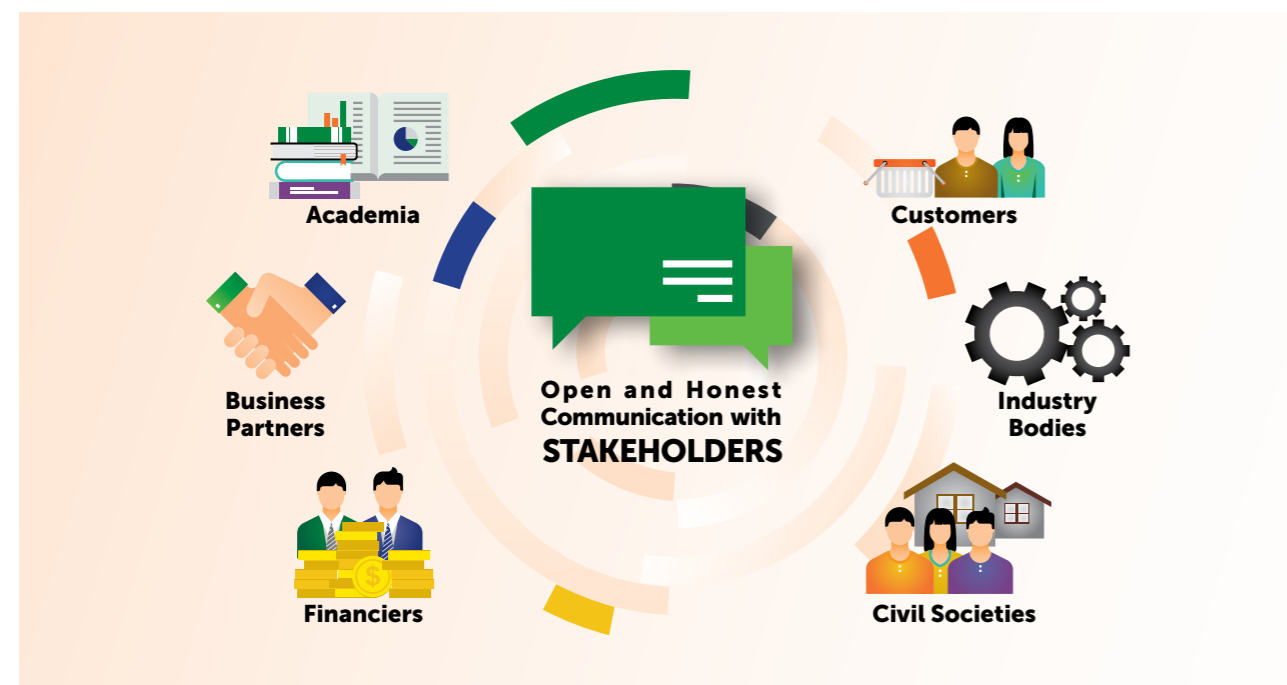 Academia
Customers
Business
Partners
Open and Honest
Communication with
STAKEHOLDERS
Industry
Bodies
Financiers
$
Civil Societies